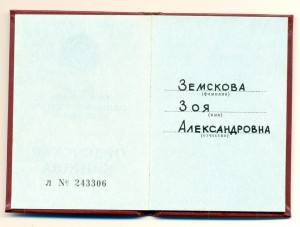 Л № 243306
Земскова
(фамилия)
Зоя
(имя)
Александровна
(отчество)